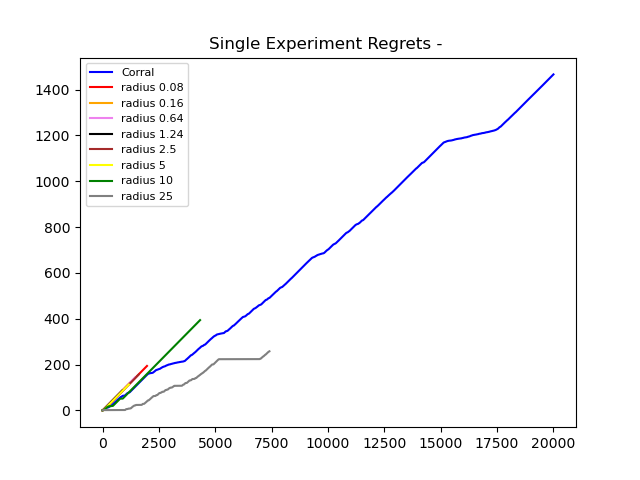 Single Experiment Regrets -
Corral
radius 0.08
radius 0.16
radius 0.64
radius 1.24
radius 2.5
radius 5
radius 10
radius 25
1400
1200
1000
800
600
400
200
0
0 2500 5000 7500 10000 12500 15000 17500 20000